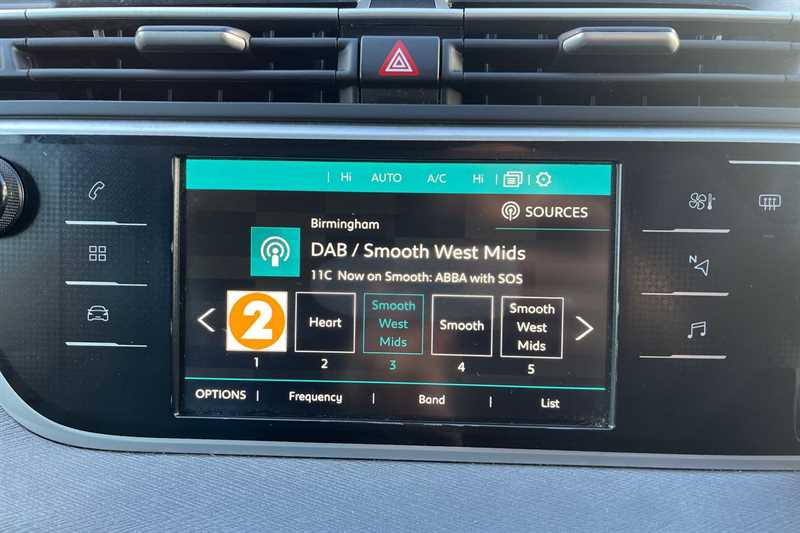 Hi AUTO A/C Hi
SOURCES
Birmingham
DAB / Smooth West Mids
11C Now on Smooth: ABBA with SOS
2
Heart
Smooth
West
Mids
Smooth
Smooth
West
Mids
1 2 3 4 5
OPTIONS Frequency Band List
N